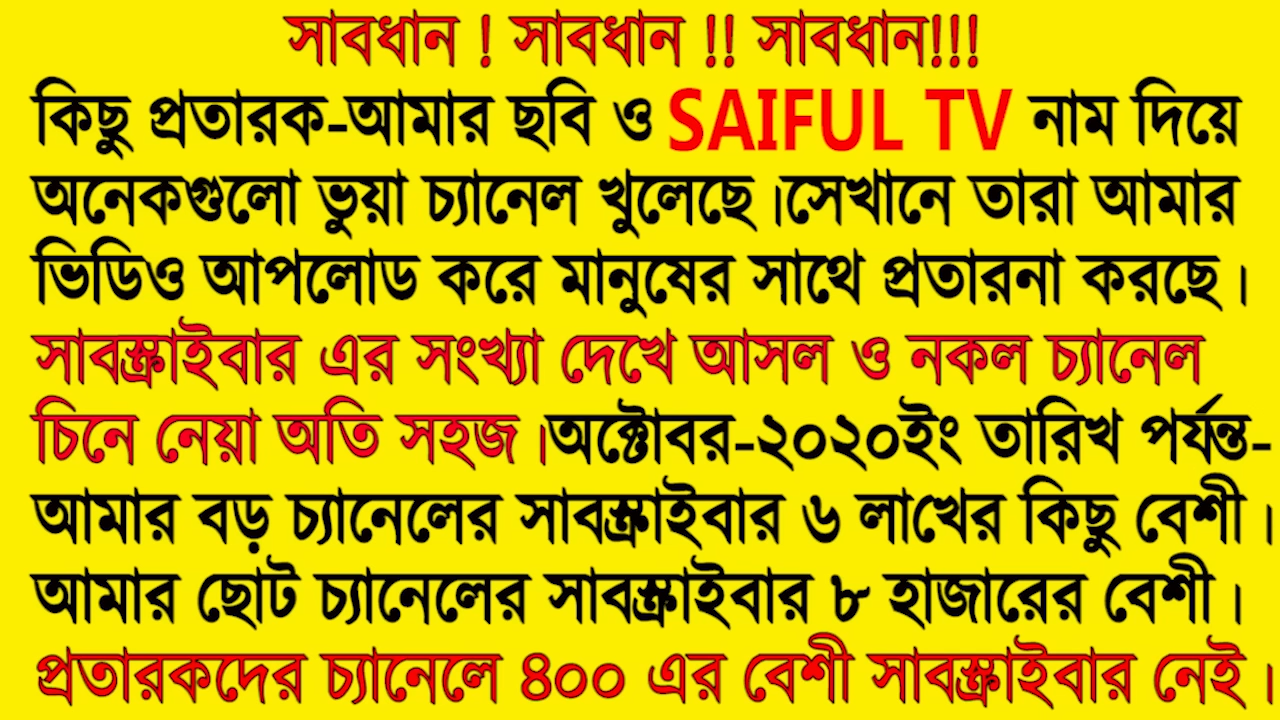 সাবধান ! সাবধান !! সাবধান!!!
কিছু প্রতারক-আমার ছবি ও SAIFUL TV নাম দিয়ে
অনেকগুলো ভুয়া চ্যানেল খুলেছে।সেখানে তারা আমার
ভিডিও আপলোড করে মানুষের সাথে প্রতারনা করছে।
সাবস্ক্রাইবার এর সংখ্যা দেখে আসল ও নকল চ্যানেল
চিনে নেয়া অতি সহজ।অক্টোবর-২০২০ইং তারিখ পর্যন্ত-
আমার বড় চ্যানেলের সাবস্ক্রাইবার ৬ লাখের কিছু বেশী।
আমার ছোট চ্যানেলের সাবস্ক্রাইবার ৮ হাজারের বেশী।
প্রতারকদের চ্যানেলে ৪০০ এর বেশী সাবস্ক্রাইবার নেই।